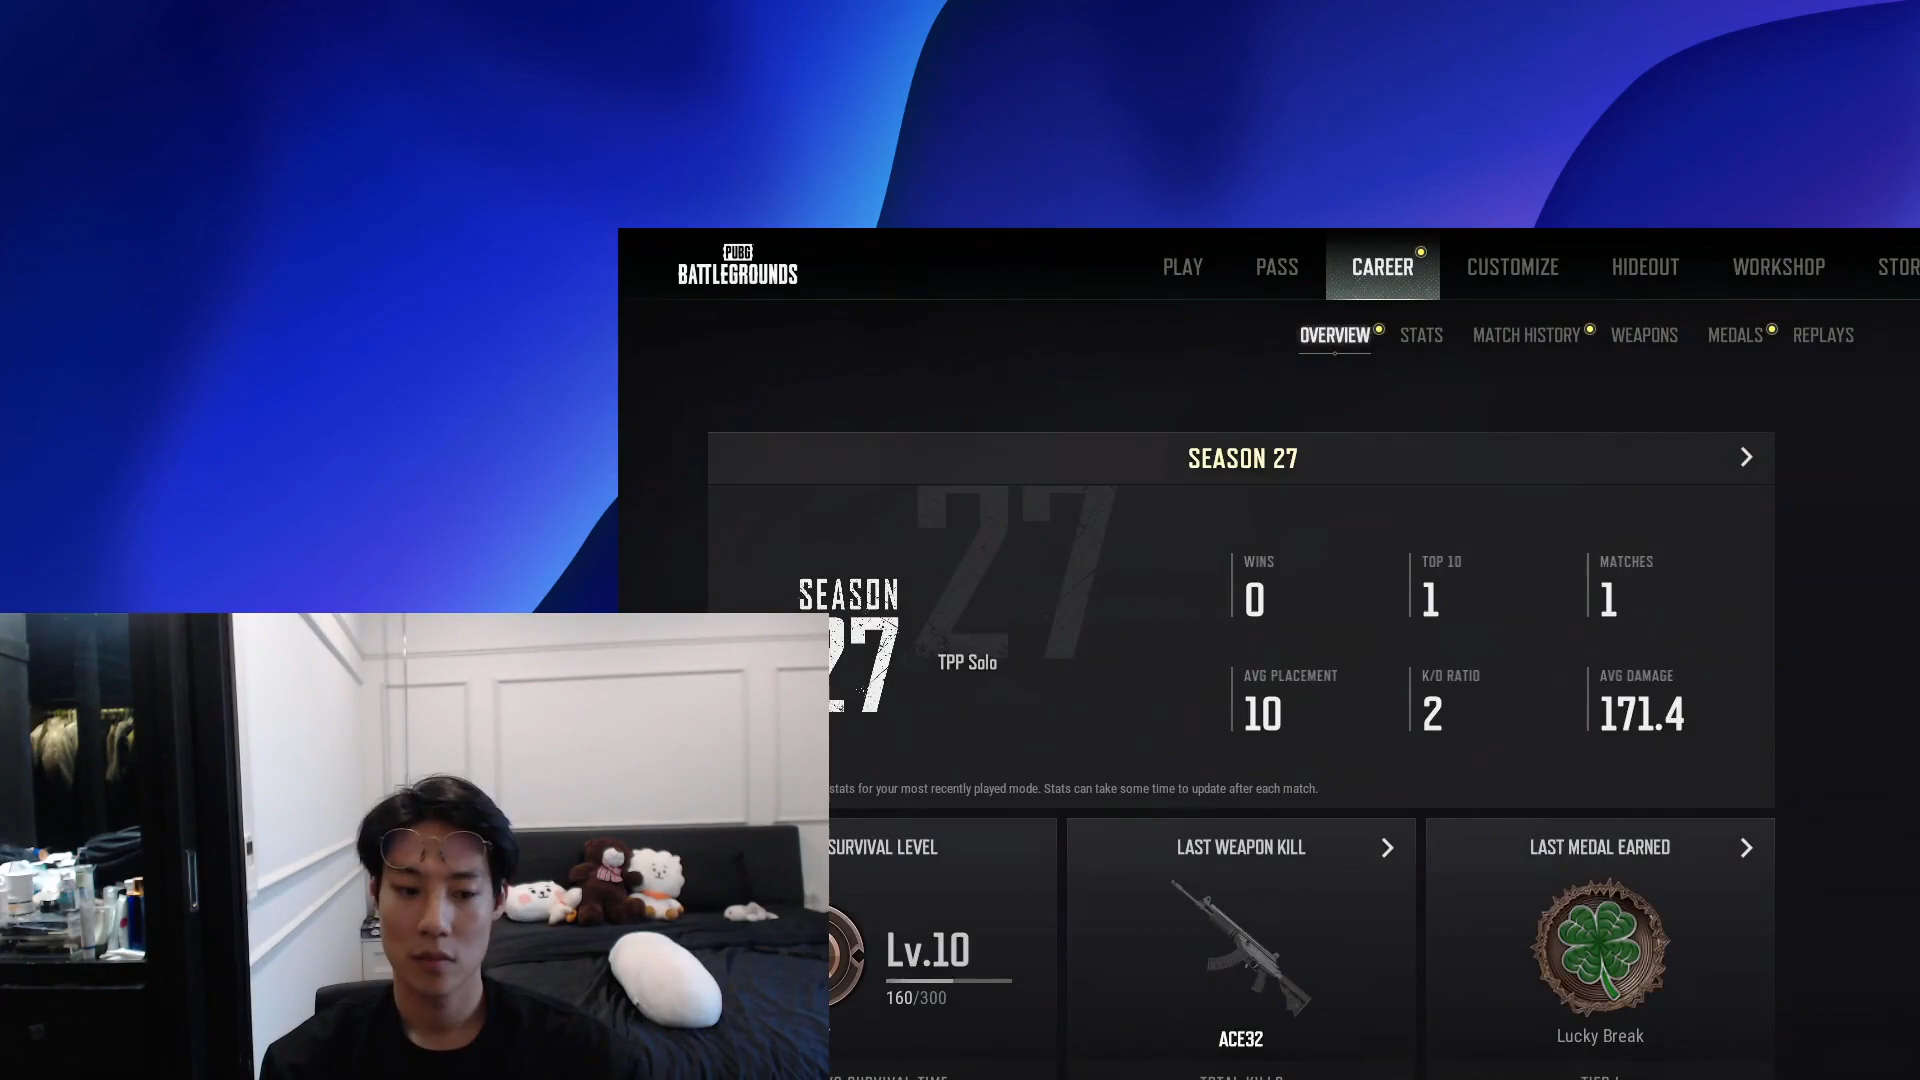 PUBG
BATTLEGROUNDS
PLAY
PASS
CAREER
CUSTOMIZE
HIDEOUT
WORKSHOP
OVERVIEW
STATS
MATCH HISTORY
WEAPONS
MEDALS
REPLAYS
SEASON 27
27
SEASON
27
TPP Solo
WINS
0
TOP 10
1
MATCHES
1
AVG PLACEMENT
10
K/D RATIO
2
AVG DAMAGE
171.4
stats for your most recently played mode. Stats can take some time to update after each match.
SURVIVAL LEVEL
Lv.10
160/300
LAST WEAPON KILL
ACE32
LAST MEDAL EARNED
Lucky Break